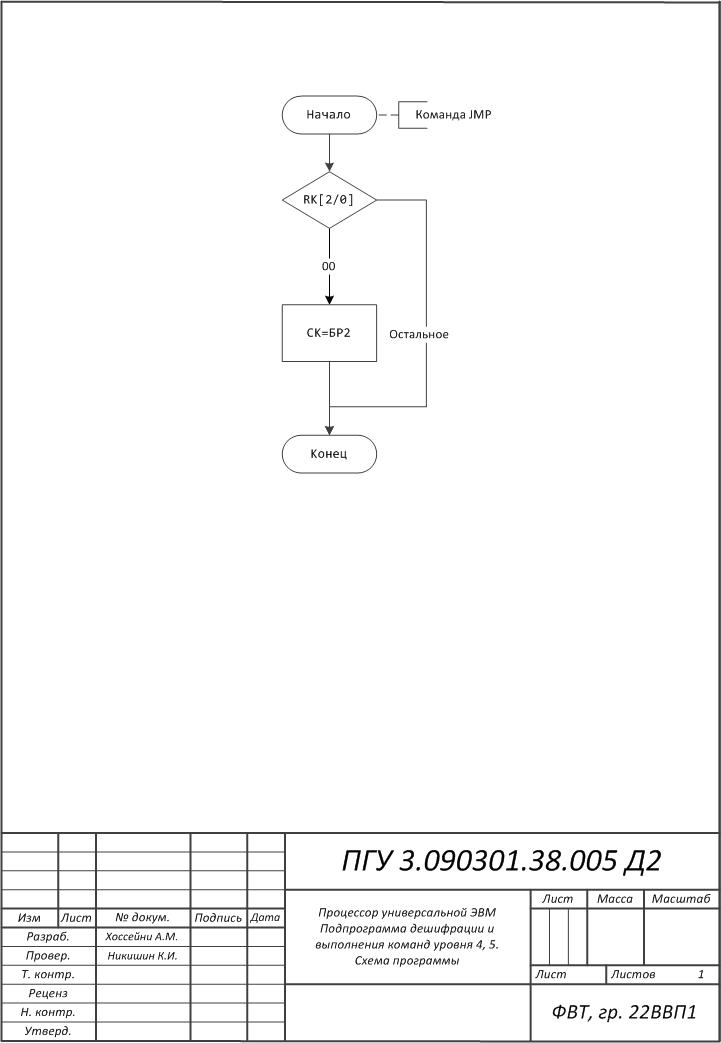 Начало
Команда JMP
RK[2/0]
00
СК=БР2
Остальное
Конец
ПГУ 3.090301.38.005 Д2
Лист Масса Масштаб
Изм Лист № докум. Подпись Дата
Процессор универсальной ЭВМ
Подпрограмма дешифрации и
выполнения команд уровня 4, 5.
Схема программы
Разраб. Хоссейни А.М.
Провер. Никишин К.И.
Т. контр.
Лист Листов 1
Реценз
Н. контр.
Утверд.
ФВТ, гр. 22ВВП1